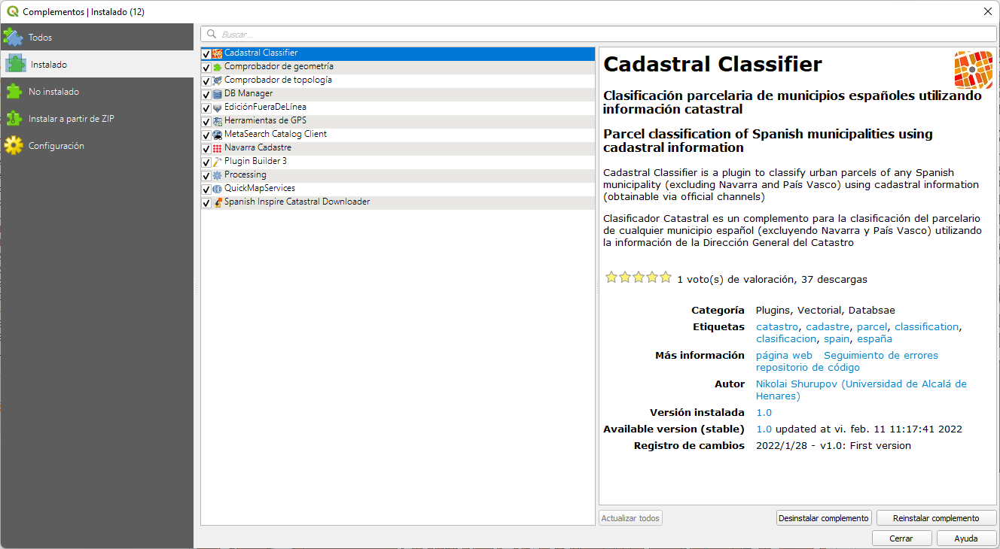 Complementos | Instalado (12)
Todos
Instalado
No instalado
Instalar a partir de ZIP
Configuración
Buscar...
Cadastral Classifier
Comprobador de geometría
Comprobador de topología
DB Manager
EdiciónFueraDeLínea
Herramientas de GPS
MetaSearch Catalog Client
Navarra Cadastre
Plugin Builder 3
Processing
QuickMapServices
Spanish Inspire Catastral Downloader
Cadastral Classifier
Clasificación parcelaria de municipios españoles utilizando
información catastral
Parcel classification of Spanish municipalities using
cadastral information
Cadastral Classifier is a plugin to classify urban parcels of any Spanish
municipality (excluding Navarra and País Vasco) using cadastral information
(obtainable via official channels)
Clasificador Catastral es un complemento para la clasificación del parcelario
de cualquier municipio español (excluyendo Navarra y País Vasco) utilizando
la información de la Dirección General del Catastro
1 voto(s) de valoración, 37 descargas
Categoría Plugins, Vectorial, Databsae
Etiquetas catastro, cadastre, parcel, classification,
clasificacion, spain, españa
Más información página web Seguimiento de errores
repositorio de código
Autor Nikolai Shurupov (Universidad de Alcalá de
Henares)
Versión instalada 1.0
Available version (stable) 1.0 updated at vi. feb. 11 11:17:41 2022
Registro de cambios 2022/1/28 - v1.0: First version
Actualizar todos
Desinstalar complemento
Reinstalar complemento
Cerrar
Ayuda